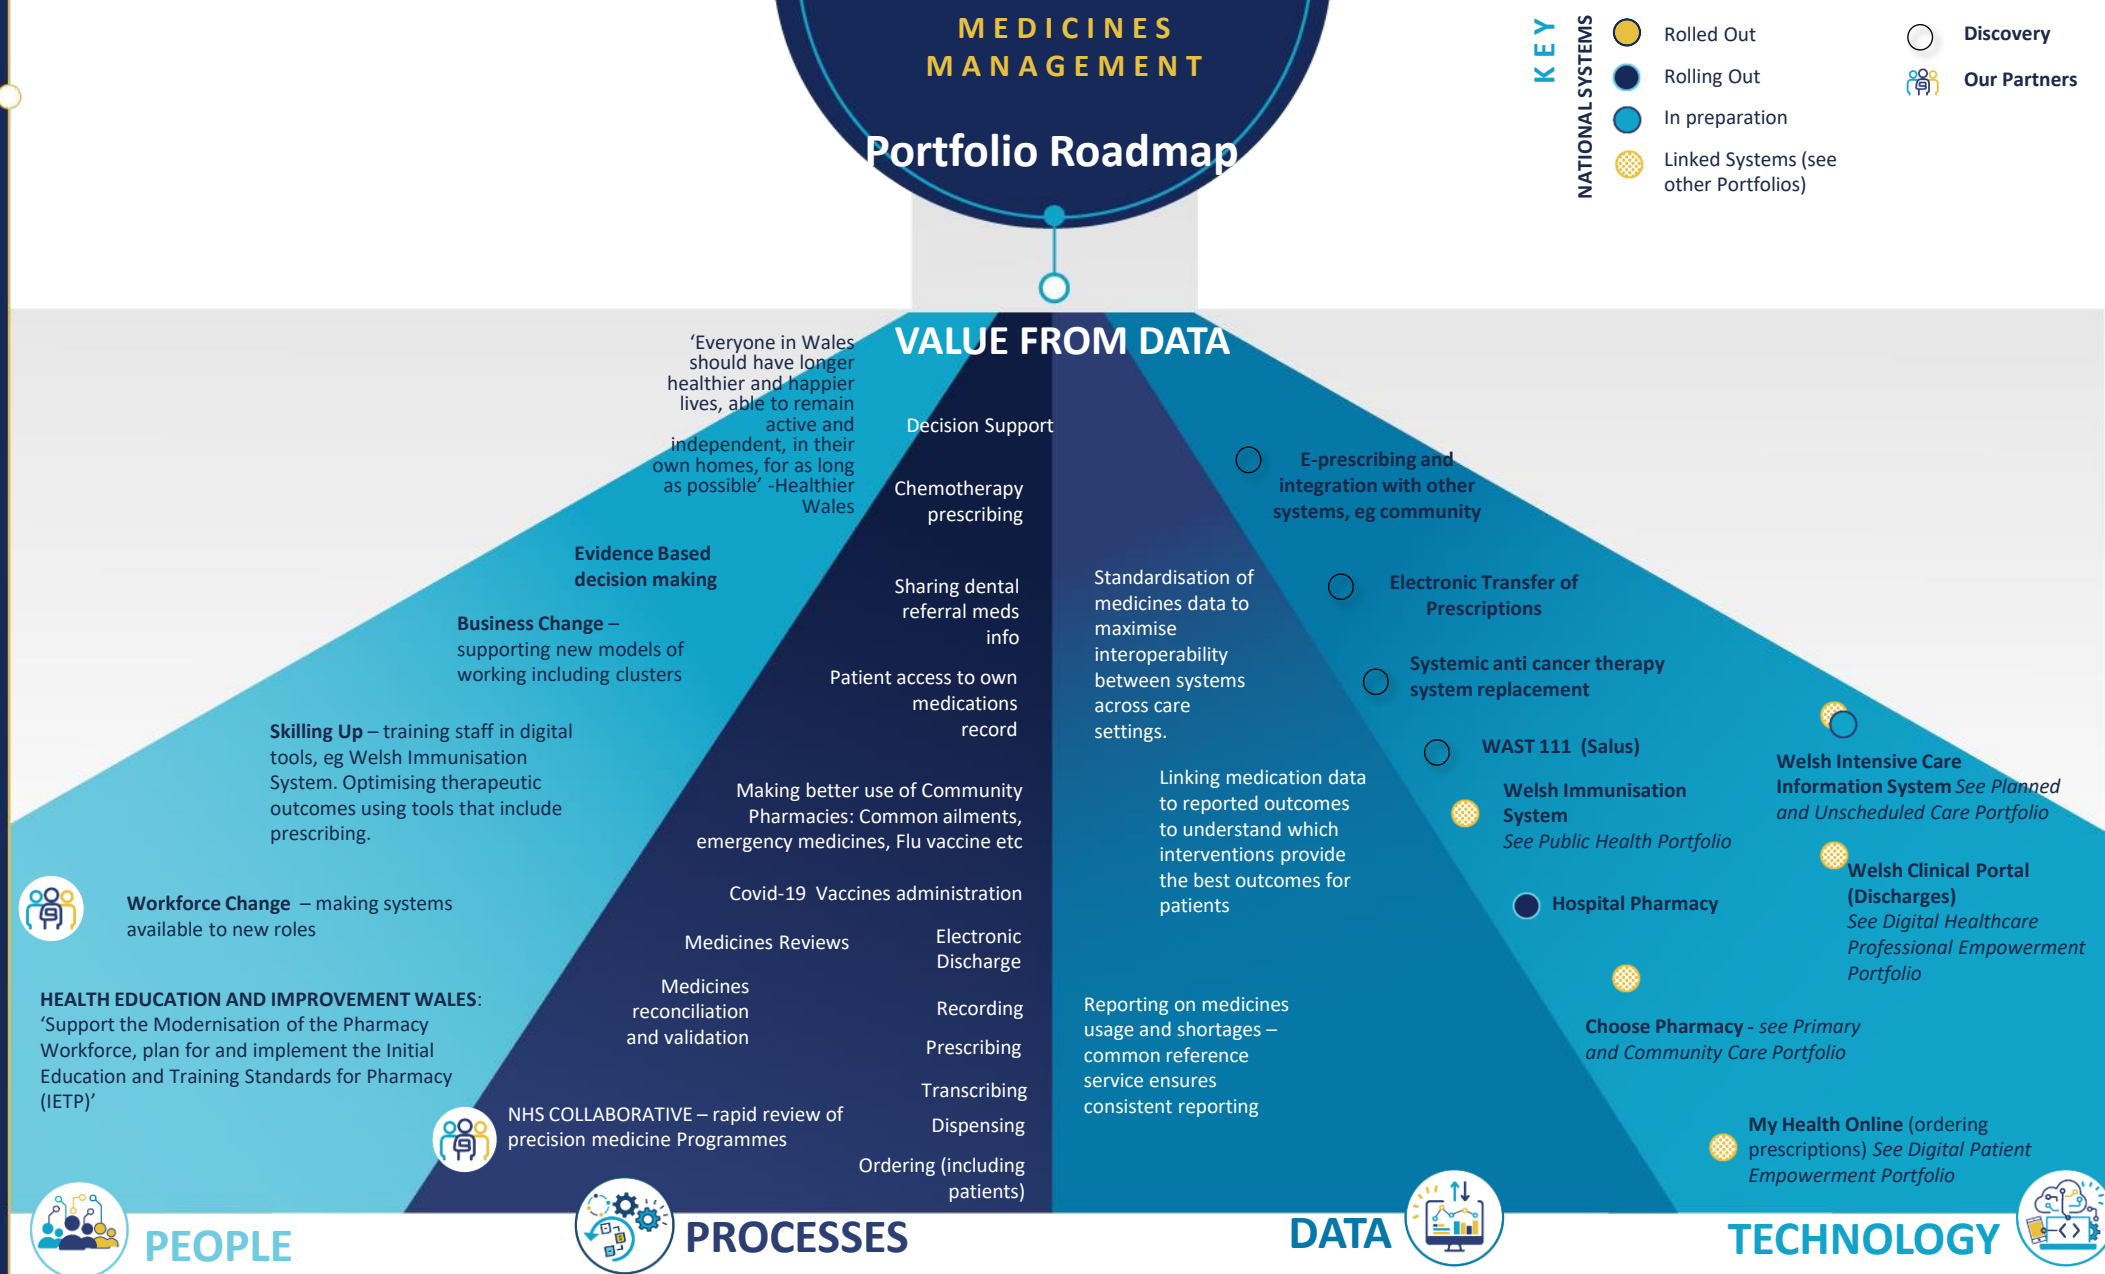 MEDICINES
MANAGEMENT
Portfolio Roadmap
KEY
NATIONAL SYSTEMS
Rolled Out
Rolling Out
In preparation
Linked Systems (see
other Portfolios)
Discovery
Our Partners
VALUE FROM DATA
‘Everyone in Wales
should have longer
healthier and happier
lives, able to remain
active and
independent, in their
own homes, for as long
as possible’ -Healthier
Wales
Evidence Based
decision making
Business Change –
supporting new models of
working including clusters
Skilling Up – training staff in digital
tools, eg Welsh Immunisation
System. Optimising therapeutic
outcomes using tools that include
prescribing.
Workforce Change – making systems
available to new roles
HEALTH EDUCATION AND IMPROVEMENT WALES:
‘Support the Modernisation of the Pharmacy
Workforce, plan for and implement the Initial
Education and Training Standards for Pharmacy
(IETP)’
Decision Support
Chemotherapy
prescribing
Sharing dental
referral meds
info
Patient access to own
medications
record
Making better use of Community
Pharmacies: Common ailments,
emergency medicines, Flu vaccine etc
Covid-19 Vaccines administration
Medicines Reviews
Electronic
Discharge
Medicines
reconciliation
and validation
Recording
Prescribing
Transcribing
Dispensing
Ordering (including
patients)
NHS COLLABORATIVE – rapid review of
precision medicine Programmes
Standardisation of
medicines data to
maximise
interoperability
between systems
across care
settings.
Linking medication data
to reported outcomes
to understand which
interventions provide
the best outcomes for
patients
Reporting on medicines
usage and shortages –
common reference
service ensures
consistent reporting
E-prescribing and
integration with other
systems, eg community
Electronic Transfer of
Prescriptions
Systemic anti cancer therapy
system replacement
WAST 111 (Salus)
Welsh Immunisation
System
See Public Health Portfolio
Hospital Pharmacy
Choose Pharmacy - see Primary
and Community Care Portfolio
My Health Online (ordering
prescriptions) See Digital Patient
Empowerment Portfolio
Welsh Intensive Care
Information System See Planned
and Unscheduled Care Portfolio
Welsh Clinical Portal
(Discharges)
See Digital Healthcare
Professional Empowerment
Portfolio
PEOPLE
PROCESSES
DATA
TECHNOLOGY